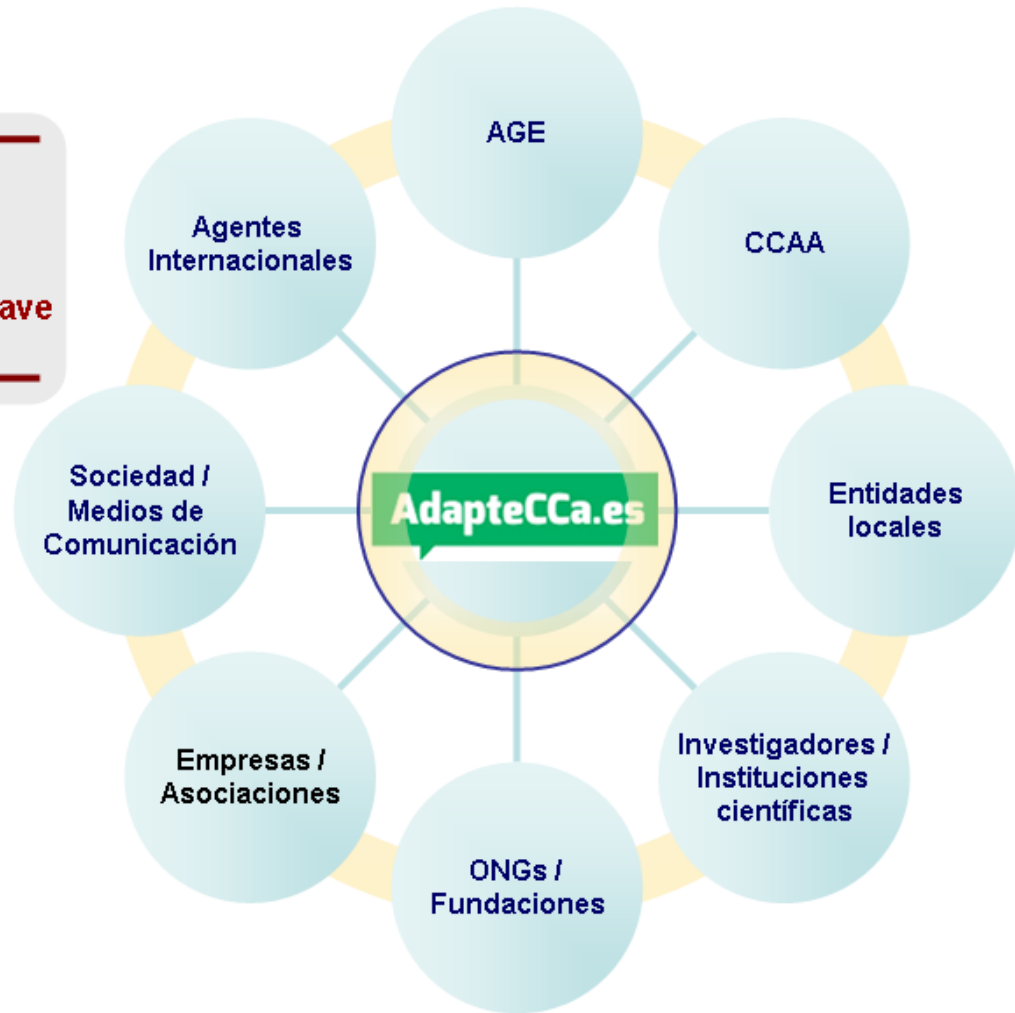 AGE
CCAA
Entidades
locales
Investigadores /
Instituciones
científicas
ONGs /
Fundaciones
Empresas /
Asociaciones
Sociedad /
Medios de
Comunicación
Agentes
Internacionales
ave
AdapteCCa.es